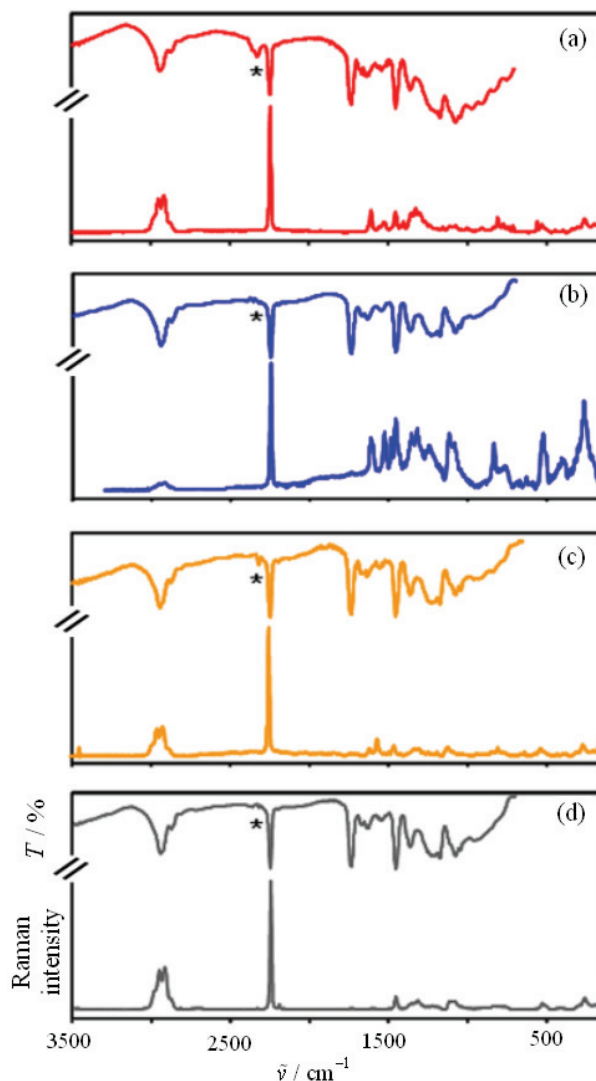 (a)
*
(b)
*
(c)
*
(d)
*
T / %
Raman
intensity
3500 2500 1500 500
ṽ / cm⁻¹